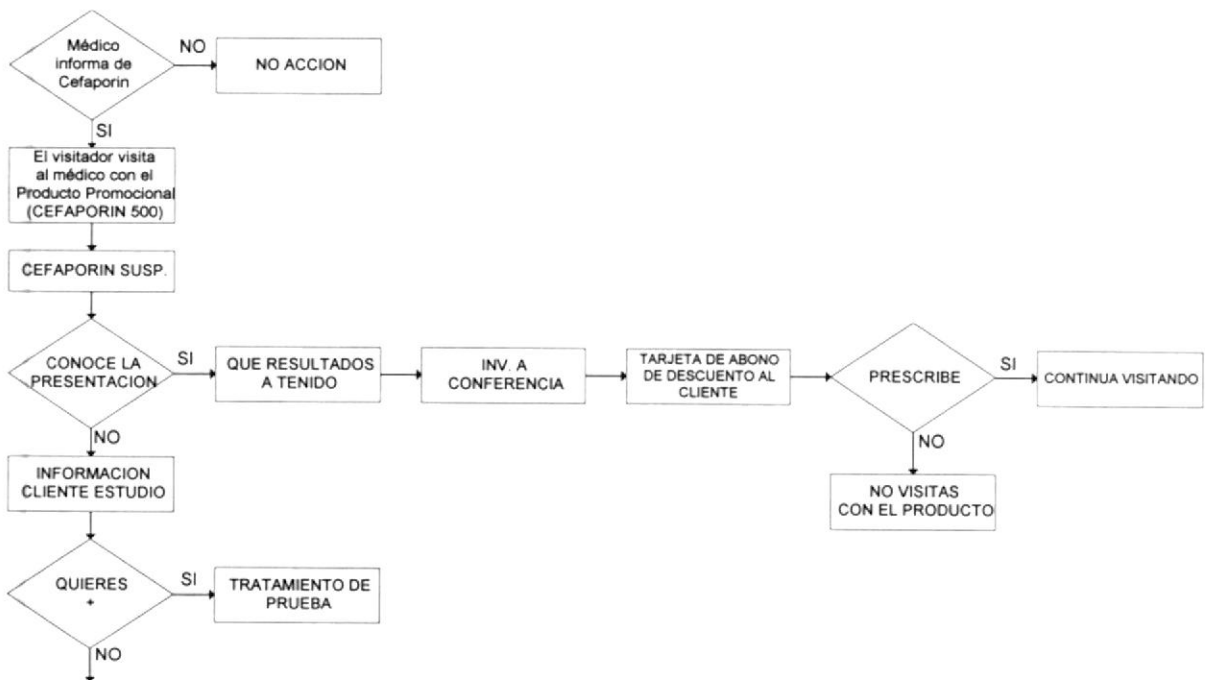 Médico
informa de
Cefaporin
NO
NO ACCION
SI
El visitador visita
al médico con el
Producto Promocional
(CEFAPORIN 500)
CEFAPORIN SUSP.
CONOCE LA
PRESENTACION
SI
QUE RESULTADOS
A TENIDO
INV. A
CONFERENCIA
TARJETA DE ABONO
DE DESCUENTO AL
CLIENTE
PRESCRIBE
SI
CONTINUA VISITANDO
NO
NO VISITAS
CON EL PRODUCTO
NO
INFORMACION
CLIENTE ESTUDIO
QUIERES
+
SI
TRATAMIENTO DE
PRUEBA
NO